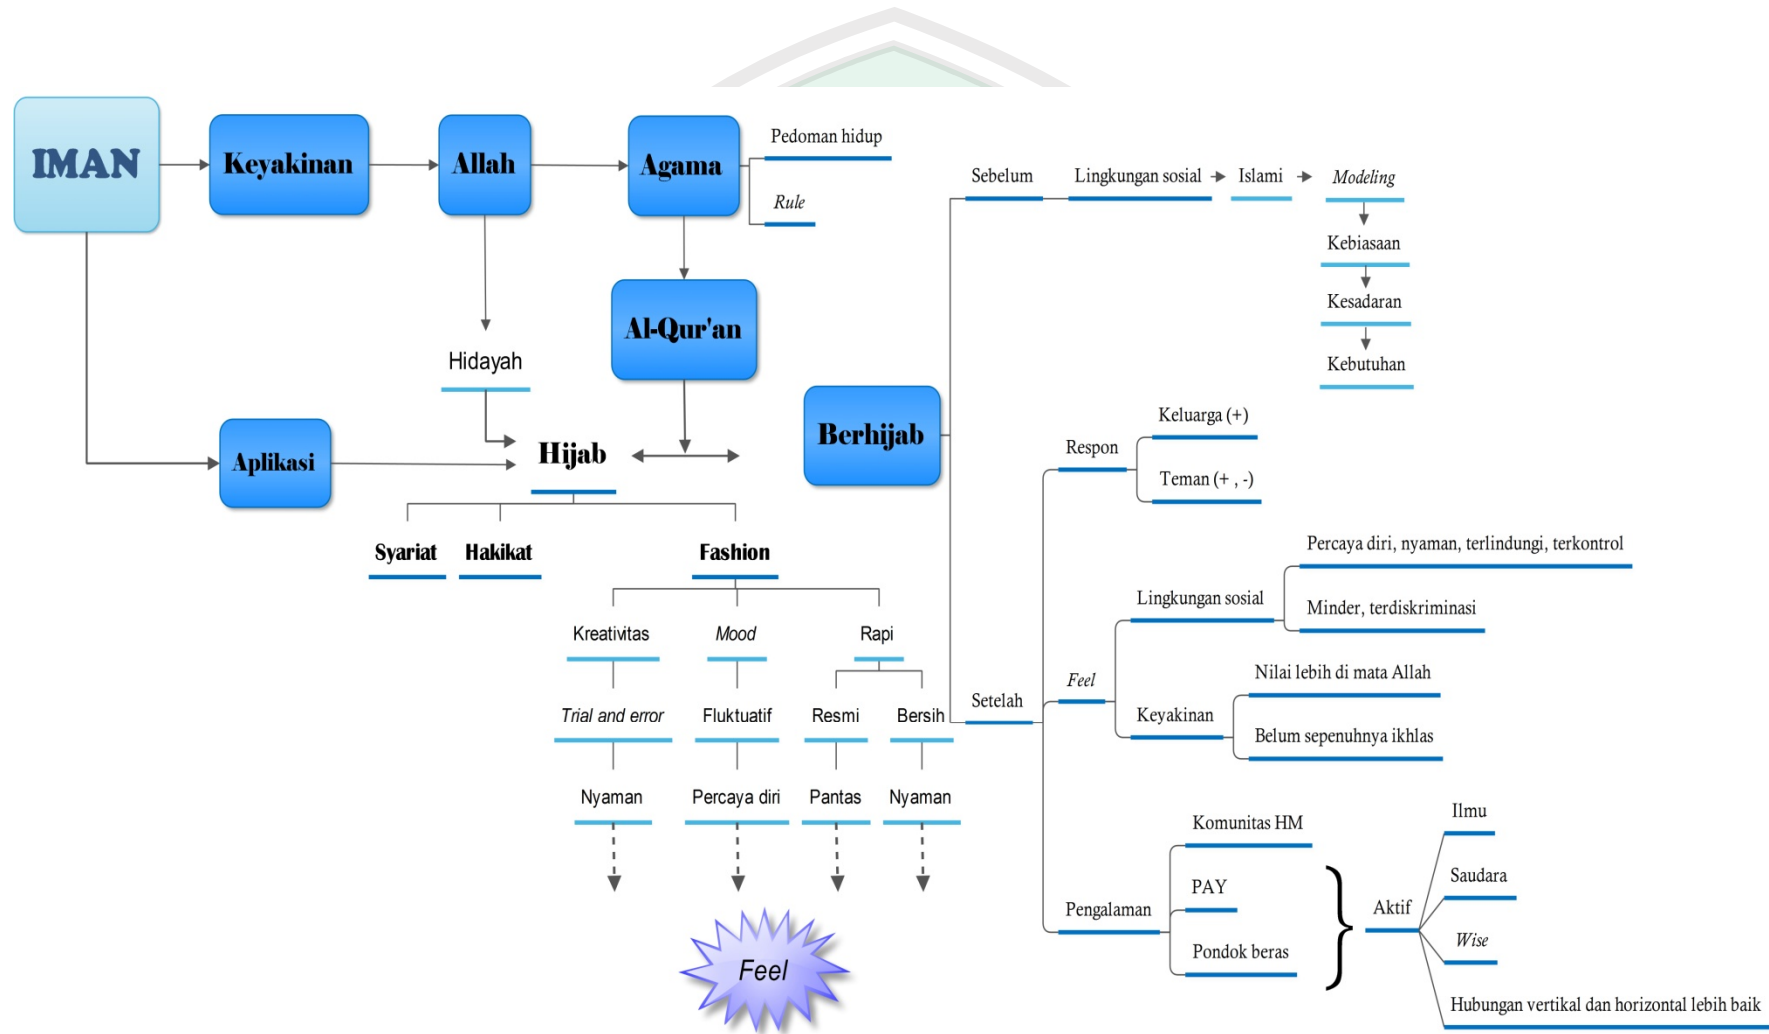 IMAN
Keyakinan
Allah
Agama
Pedoman hidup
Rule
Al-Qur'an
Hidayah
Aplikasi
Hijab
Syariat
Hakikat
Fashion
Kreativitas
Mood
Rapi
Trial and error
Fluktuatif
Resmi
Bersih
Nyaman
Percaya diri
Pantas
Nyaman
Feel
Berhijab
Sebelum
Lingkungan sosial
Islami
Modeling
Kebiasaan
Kesadaran
Kebutuhan
Setelah
Respon
Keluarga (+)
Teman (+ , -)
Feel
Lingkungan sosial
Percaya diri, nyaman, terlindungi, terkontrol
Minder, terdiskriminasi
Keyakinan
Nilai lebih di mata Allah
Belum sepenuhnya ikhlas
Pengalaman
Komunitas HM
PAY
Pondok beras
Aktif
Ilmu
Saudara
Wise
Hubungan vertikal dan horizontal lebih baik